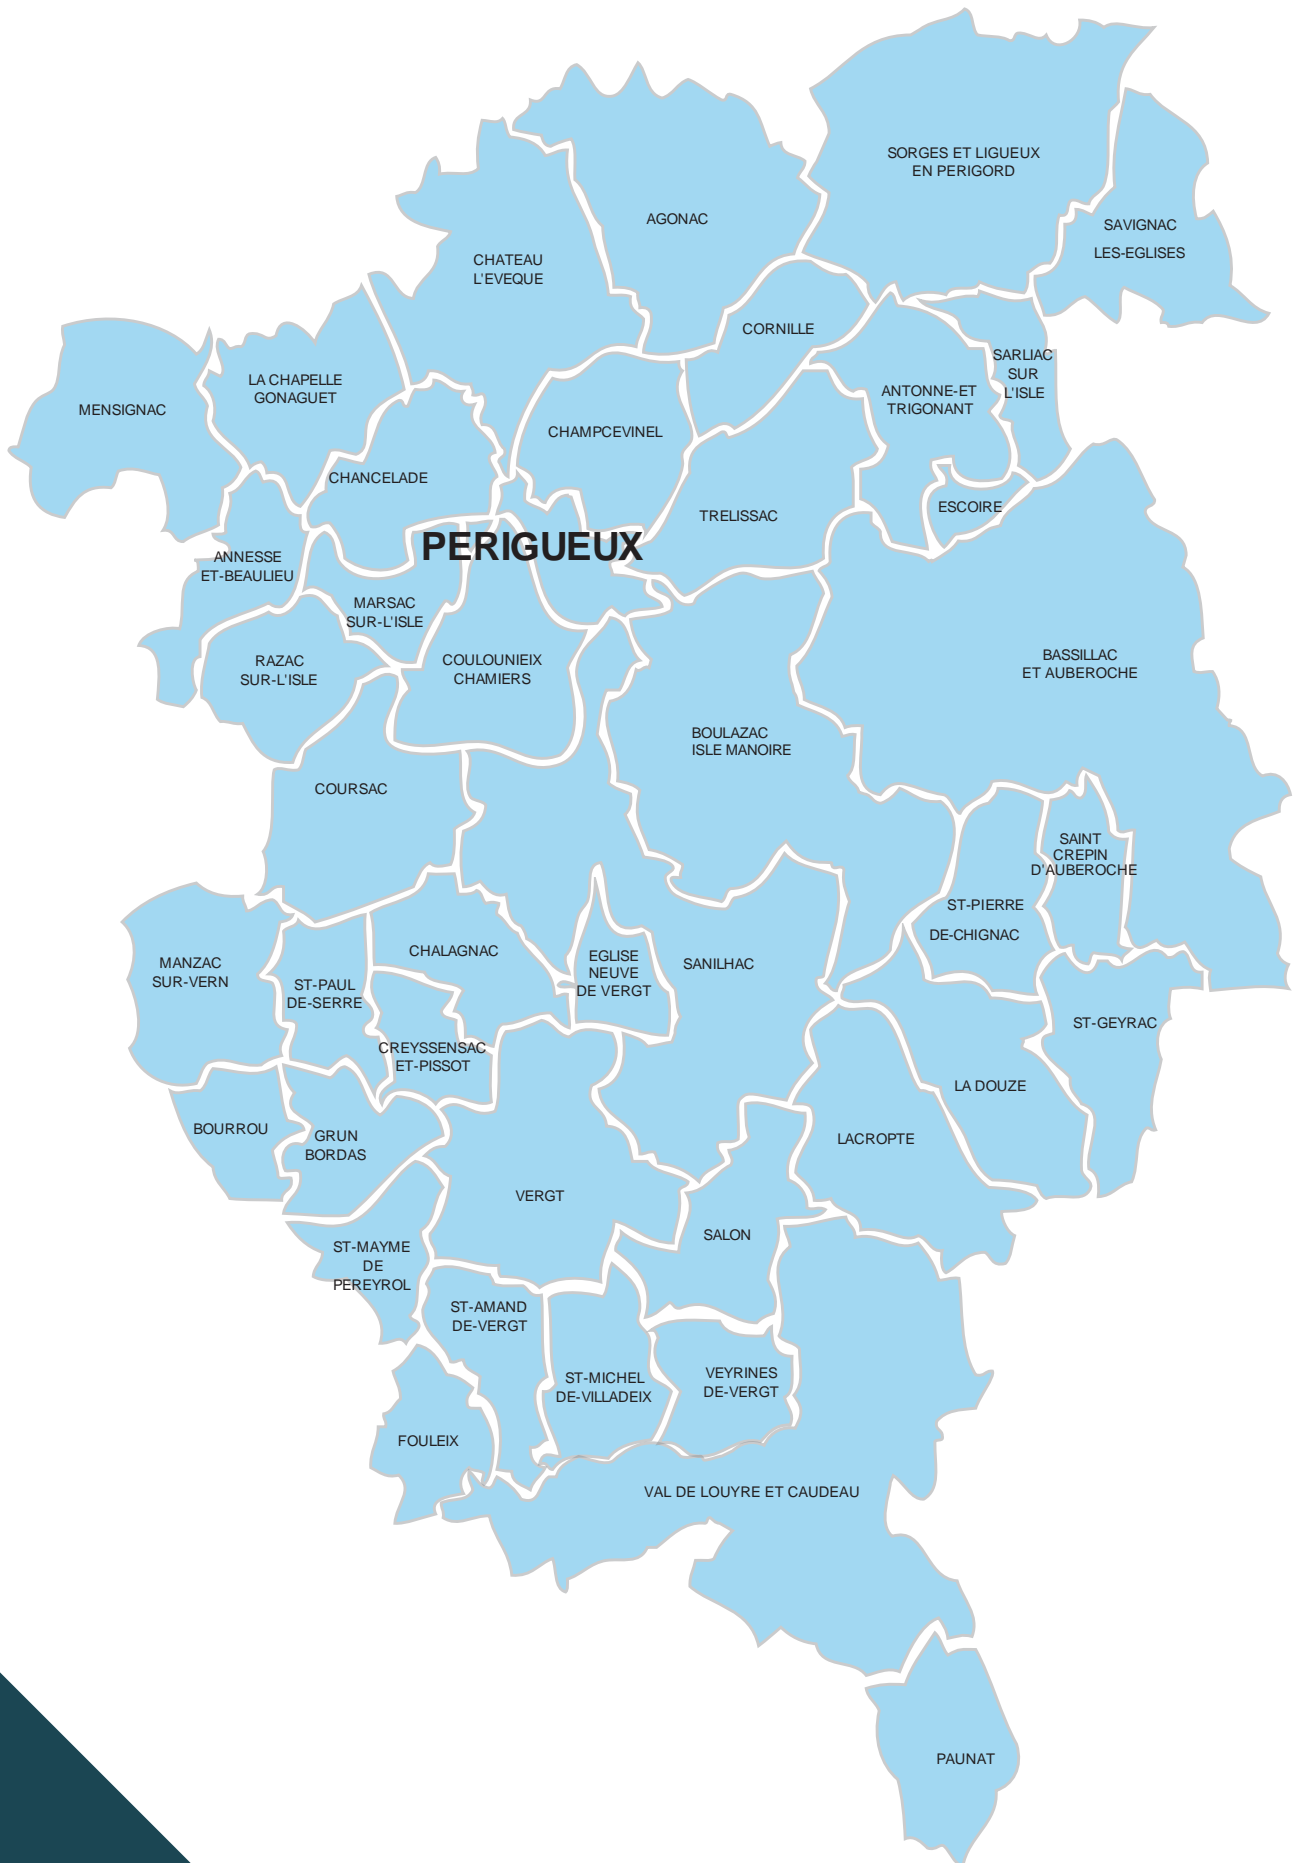 SORGES ET LIGUEUX
EN PERIGORD
AGONAC
SAVIGNAC
LES-EGLISES
CHATEAU
L'EVEQUE
CORNILLE
SARLIAC
SUR
L'ISLE
LA CHAPELLE
GONAGUET
ANTONNE-ET
TRIGONANT
MENSIGNAC
CHAMPCEVINEL
CHANCELADE
ESCOIRE
TRELISSAC
PERIGUEUX
ANNESSE
ET-BEAULIEU
MARSAC
SUR-L'ISLE
RAZAC
SUR-L'ISLE
COULOUNIEIX
CHAMIERS
BASSILLAC
ET AUBEROCHE
BOULAZAC
ISLE MANOIRE
COURSAC
SAINT
CREPIN
D'AUBEROCHE
ST-PIERRE
DE-CHIGNAC
CHALAGNAC
EGLISE
NEUVE
DE VERGT
SANILHAC
MANZAC
SUR-VERN
ST-PAUL
DE-SERRE
ST-GEYRAC
CREYSSENSAC
ET-PISSOT
LA DOUZE
BOURROU
GRUN
BORDAS
LACROPTE
VERGT
SALON
ST-MAYME
DE
PEREYROL
ST-AMAND
DE-VERGT
ST-MICHEL
DE-VILLADEIX
VEYRINES
DE-VERGT
FOULEIX
VAL DE LOUYRE ET CAUDEAU
PAUNAT